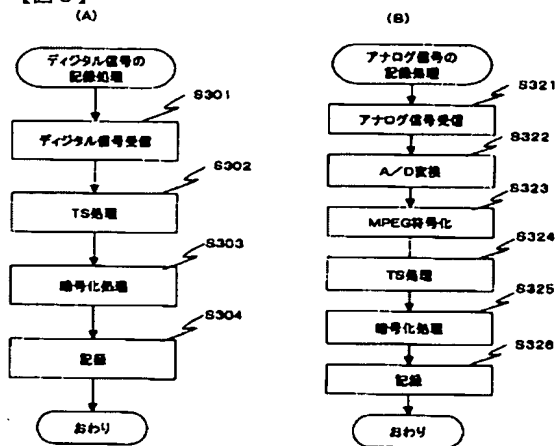 (A)
ディジタル信号の
記録処理
S301
ディジタル信号受信
S302
TS処理
S303
暗号化処理
S304
記録
おわり
(B)
アナログ信号の
記録処理
S321
アナログ信号受信
S322
A/D変換
S323
MPEG符号化
S324
TS処理
S325
暗号化処理
S326
記録
おわり